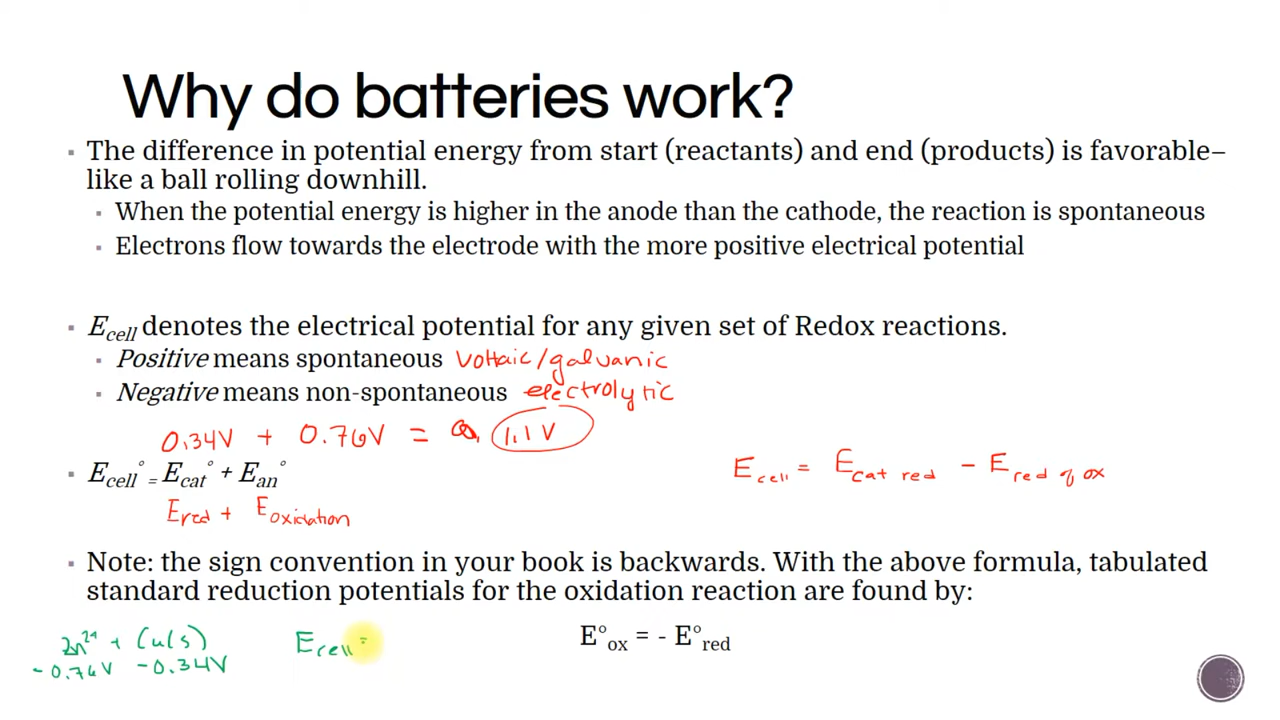 Why do batteries work?
▪ The difference in potential energy from start (reactants) and end (products) is favorable–
like a ball rolling downhill.
▪ When the potential energy is higher in the anode than the cathode, the reaction is spontaneous
▪ Electrons flow towards the electrode with the more positive electrical potential
▪ Ecell denotes the electrical potential for any given set of Redox reactions.
▪ Positive means spontaneous voltaic/galvanic
▪ Negative means non-spontaneous electrolytic
0.34V + 0.76V = 1.1V
▪ Ecell° = Ecat° + Ean°
Ecell = Ecat red - Ered of ox
Ered + Eoxidation
▪ Note: the sign convention in your book is backwards. With the above formula, tabulated
standard reduction potentials for the oxidation reaction are found by:
Zn²⁺ + Cu(s) Ecell =
E°ox = - E°red
-0.76V -0.34V